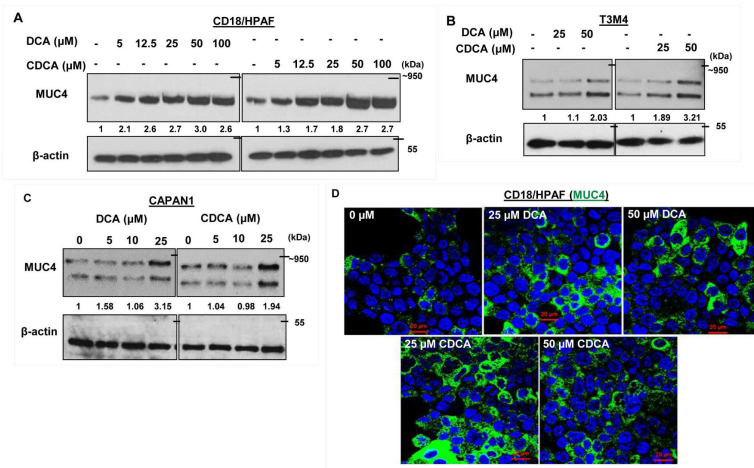 A
CD18/HPAF
DCA (µM) - 5 12.5 25 50 100 - - - - - -
CDCA (µM) - - - - - - - 5 12.5 25 50 100 (kDa)
~950
MUC4
1 2.1 2.6 2.7 3.0 2.6 1 1.3 1.7 1.8 2.7 2.7
β-actin
55
B
T3M4
DCA (µM) - 25 50 - - -
CDCA (µM) - - - - 25 50 (kDa)
~950
MUC4
1 1.1 2.03 1 1.89 3.21
β-actin
55
C
CAPAN1
DCA (µM) CDCA (µM)
0 5 10 25 0 5 10 25 (kDa)
~950
MUC4
1 1.58 1.06 3.15 1 1.04 0.98 1.94
β-actin
55
D
CD18/HPAF (MUC4)
0 µM
20 µm
25 µM DCA
20 µm
50 µM DCA
20 µm
25 µM CDCA
50 µM CDCA